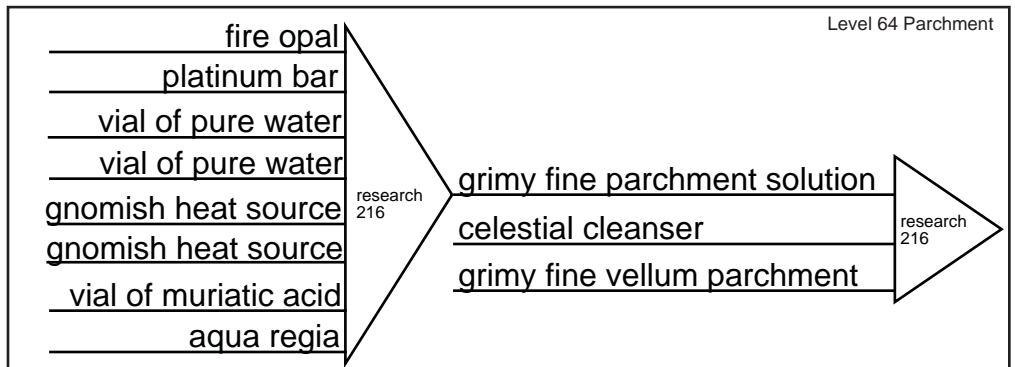 Level 64 Parchment
fire opal
platinum bar
vial of pure water
vial of pure water
gnomish heat source
gnomish heat source
vial of muriatic acid
aqua regia
research
216
grimy fine parchment solution
celestial cleanser
grimy fine vellum parchment
research
216